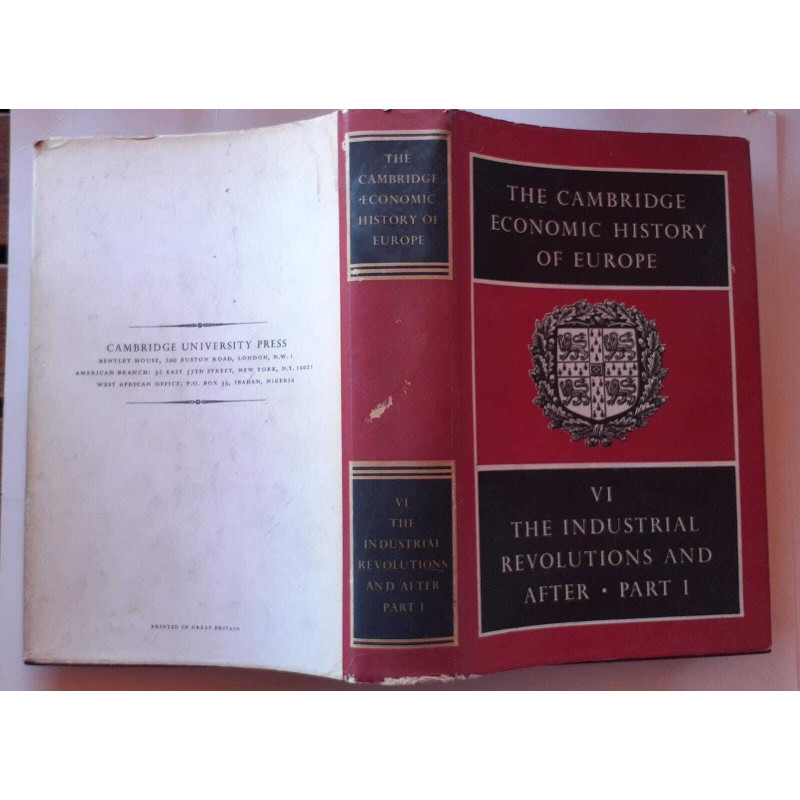 CAMBRIDGE UNIVERSITY PRESS
BENTLEY HOUSE, 200 EUSTON ROAD, LONDON, N.W. 1
AMERICAN BRANCH: 32 EAST 57TH STREET, NEW YORK, N.Y. 10022
WEST AFRICAN OFFICE: P.O. BOX 33, IBADAN, NIGERIA
PRINTED IN GREAT BRITAIN
THE
CAMBRIDGE
ECONOMIC
HISTORY OF
EUROPE
VI
THE
INDUSTRIAL
REVOLUTIONS
AND AFTER
PART I
THE CAMBRIDGE
ECONOMIC HISTORY
OF EUROPE
VI
THE INDUSTRIAL
REVOLUTIONS AND
AFTER · PART I